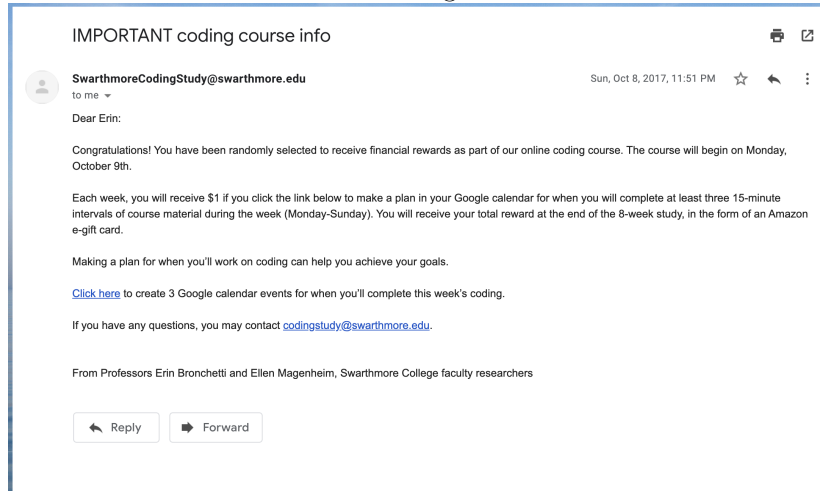 IMPORTANT coding course info
SwarthmoreCodingStudy@swarthmore.edu
Sun, Oct 8, 2017, 11:51 PM
to me
Dear Erin:
Congratulations! You have been randomly selected to receive financial rewards as part of our online coding course. The course will begin on Monday,
October 9th.
Each week, you will receive $1 if you click the link below to make a plan in your Google calendar for when you will complete at least three 15-minute
intervals of course material during the week (Monday-Sunday). You will receive your total reward at the end of the 8-week study, in the form of an Amazon
e-gift card.
Making a plan for when you'll work on coding can help you achieve your goals.
Click here to create 3 Google calendar events for when you'll complete this week's coding.
If you have any questions, you may contact codingstudy@swarthmore.edu.
From Professors Erin Bronchetti and Ellen Magenheim, Swarthmore College faculty researchers
Reply
Forward